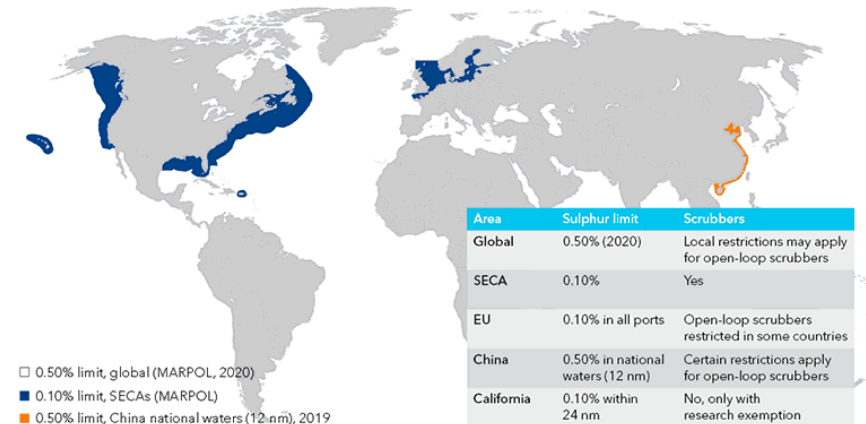 Area Sulphur limit Scrubbers
Global 0.50% (2020) Local restrictions may apply
for open-loop scrubbers
SECA 0.10% Yes
EU 0.10% in all ports Open-loop scrubbers
restricted in some countries
China 0.50% in national Certain restrictions apply
waters (12 nm) for open-loop scrubbers
California 0.10% within No, only with
24 nm research exemption
0.50% limit, global (MARPOL, 2020)
0.10% limit, SECAs (MARPOL)
0.50% limit, China national waters (12 nm), 2019